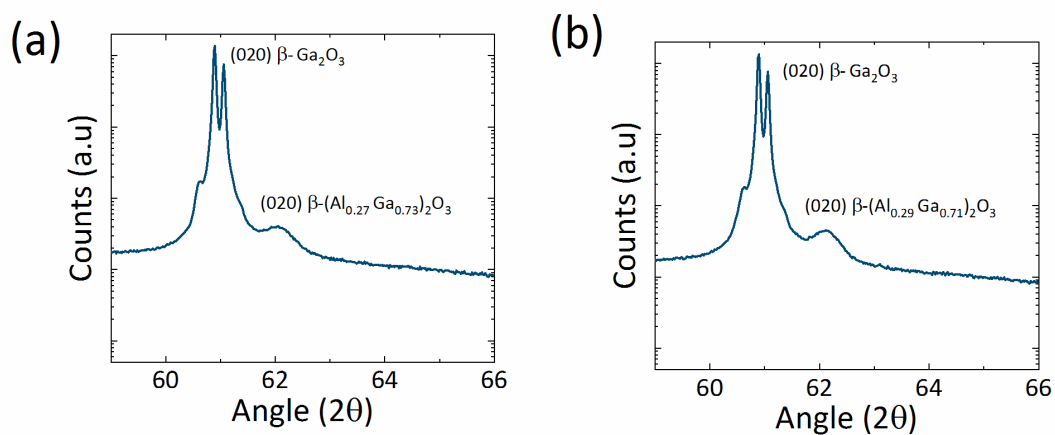 (a)
(020) β- Ga₂O₃
(020) β-(Al₀.₂₇ Ga₀.₇₃)₂O₃
Counts (a.u)
60 62 64 66
Angle (2θ)
(b)
(020) β- Ga₂O₃
(020) β-(Al₀.₂₉ Ga₀.₇₁)₂O₃
Counts (a.u)
60 62 64 66
Angle (2θ)